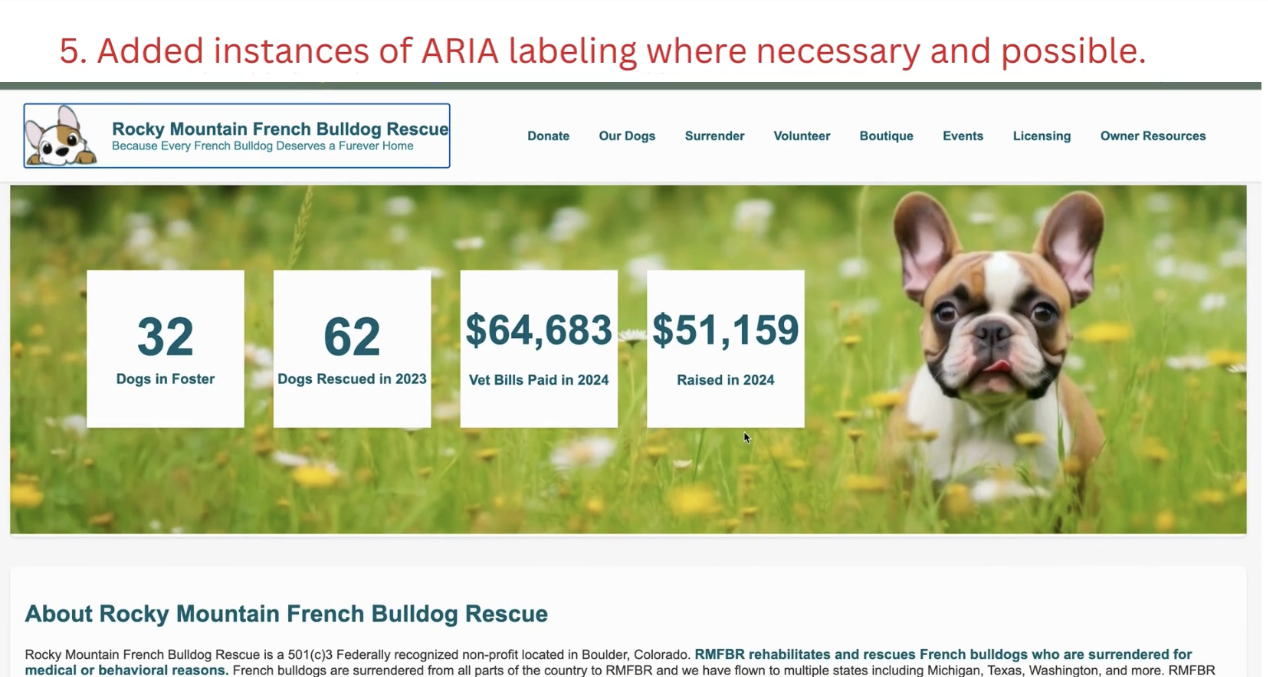 5. Added instances of ARIA labeling where necessary and possible.
Rocky Mountain French Bulldog Rescue
Because Every French Bulldog Deserves a Furever Home
Donate Our Dogs Surrender Volunteer Boutique Events Licensing Owner Resources
32
Dogs in Foster
62
Dogs Rescued in 2023
$64,683
Vet Bills Paid in 2024
$51,159
Raised in 2024
About Rocky Mountain French Bulldog Rescue
Rocky Mountain French Bulldog Rescue is a 501(c)3 Federally recognized non-profit located in Boulder, Colorado. RMFBR rehabilitates and rescues French bulldogs who are surrendered for
medical or behavioral reasons. French bulldogs are surrendered from all parts of the country to RMFBR and we have flown to multiple states including Michigan, Texas, Washington, and more. RMFBR